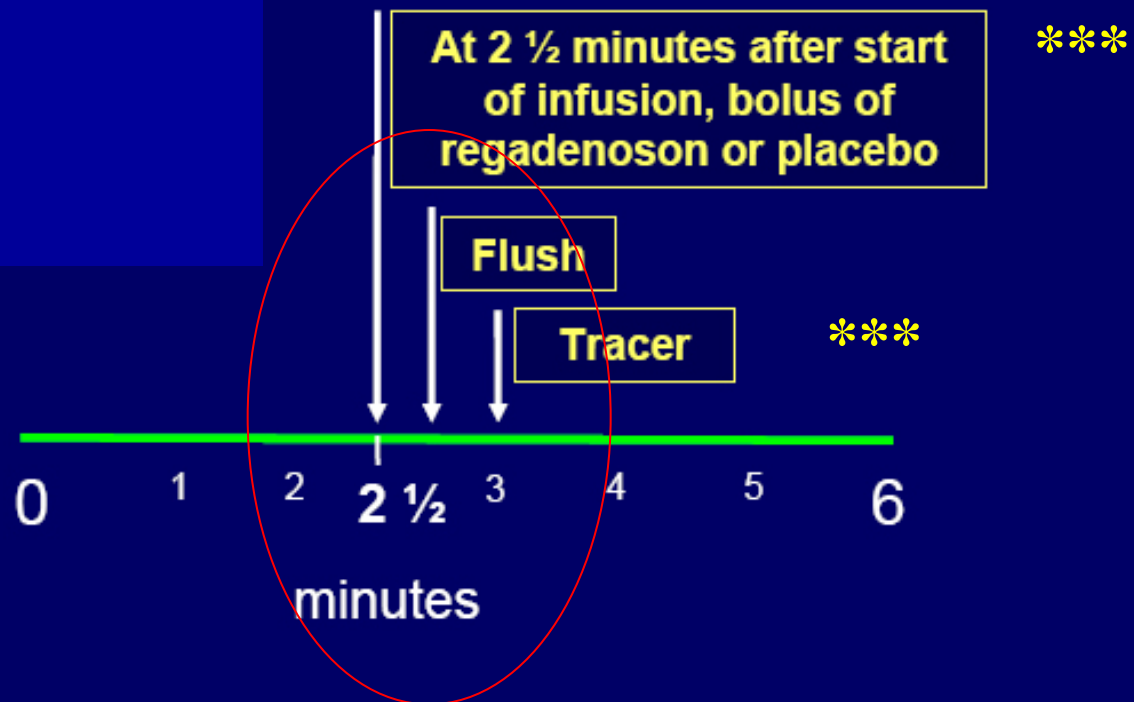 At 2 ½ minutes after start
***
of infusion, bolus of
regadenoson or placebo
Flush
Tracer
***
0 1 2 2 ½ 3 4 5 6
minutes